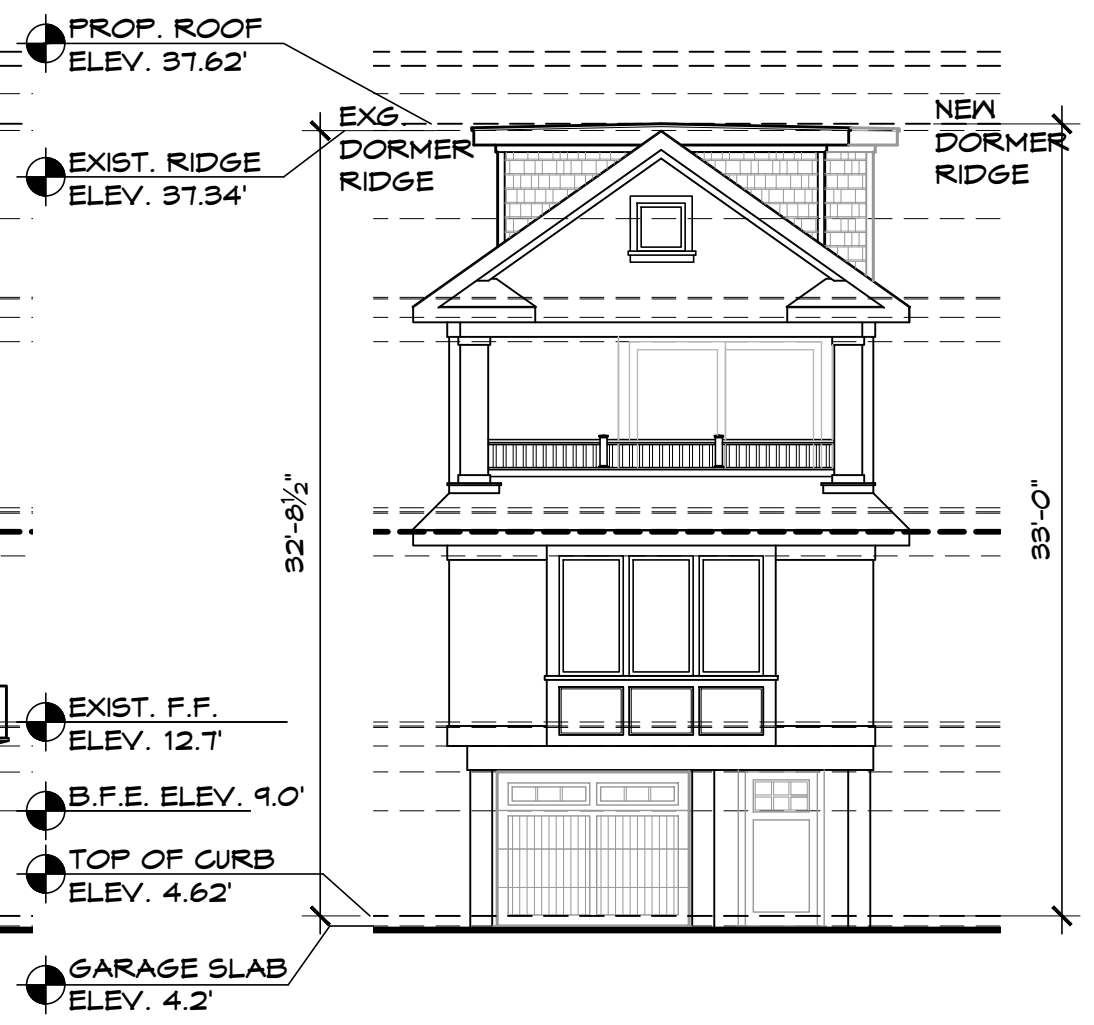 PROP. ROOF
ELEV. 37.62'
EXG.
DORMER
RIDGE
NEW
DORMER
RIDGE
EXIST. RIDGE
ELEV. 37.34'
32'-8½"
33'-0"
EXIST. F.F.
ELEV. 12.7'
B.F.E. ELEV. 9.0'
TOP OF CURB
ELEV. 4.62'
GARAGE SLAB
ELEV. 4.2'